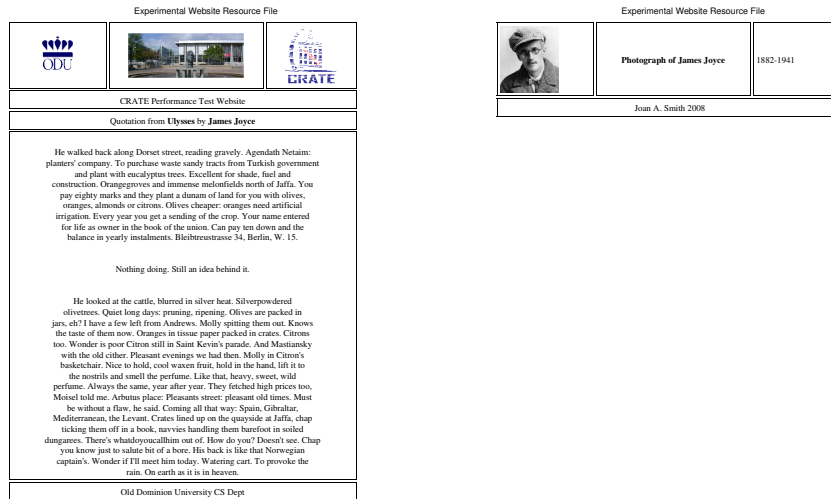 Experimental Website Resource File
ODU
CRATE
CRATE Performance Test Website
Quotation from Ulysses by James Joyce
He walked back along Dorset street, reading gravely. Agendath Netaim:
planters' company. To purchase waste sandy tracts from Turkish government
and plant with eucalyptus trees. Excellent for shade, fuel and
construction. Orangegroves and immense melonfields north of Jaffa. You
pay eighty marks and they plant a dunam of land for you with olives,
oranges, almonds or citrons. Olives cheaper: oranges need artificial
irrigation. Every year you get a sending of the crop. Your name entered
for life as owner in the book of the union. Can pay ten down and the
balance in yearly instalments. Bleibtreustrasse 34, Berlin, W. 15.
Nothing doing. Still an idea behind it.
He looked at the cattle, blurred in silver heat. Silverpowdered
olivetrees. Quiet long days: pruning, ripening. Olives are packed in
jars, eh? I have a few left from Andrews. Molly spitting them out. Knows
the taste of them now. Oranges in tissue paper packed in crates. Citrons
too. Wonder is poor Citron still in Saint Kevin's parade. And Mastiansky
with the old cither. Pleasant evenings we had then. Molly in Citron's
basketchair. Nice to hold, cool waxen fruit, hold in the hand, lift it to
the nostrils and smell the perfume. Like that, heavy, sweet, wild
perfume. Always the same, year after year. They fetched high prices too,
Moisel told me. Arbutus place: Pleasants street: pleasant old times. Must
be without a flaw, he said. Coming all that way: Spain, Gibraltar,
Mediterranean, the Levant. Crates lined up on the quayside at Jaffa, chap
ticking them off in a book, navvies handling them barefoot in soiled
dungarees. There's whatdoyoucallhim out of. How do you? Doesn't see. Chap
you know just to salute bit of a bore. His back is like that Norwegian
captain's. Wonder if I'll meet him today. Watering cart. To provoke the
rain. On earth as it is in heaven.
Old Dominion University CS Dept
Experimental Website Resource File
Photograph of James Joyce
1882-1941
Joan A. Smith 2008